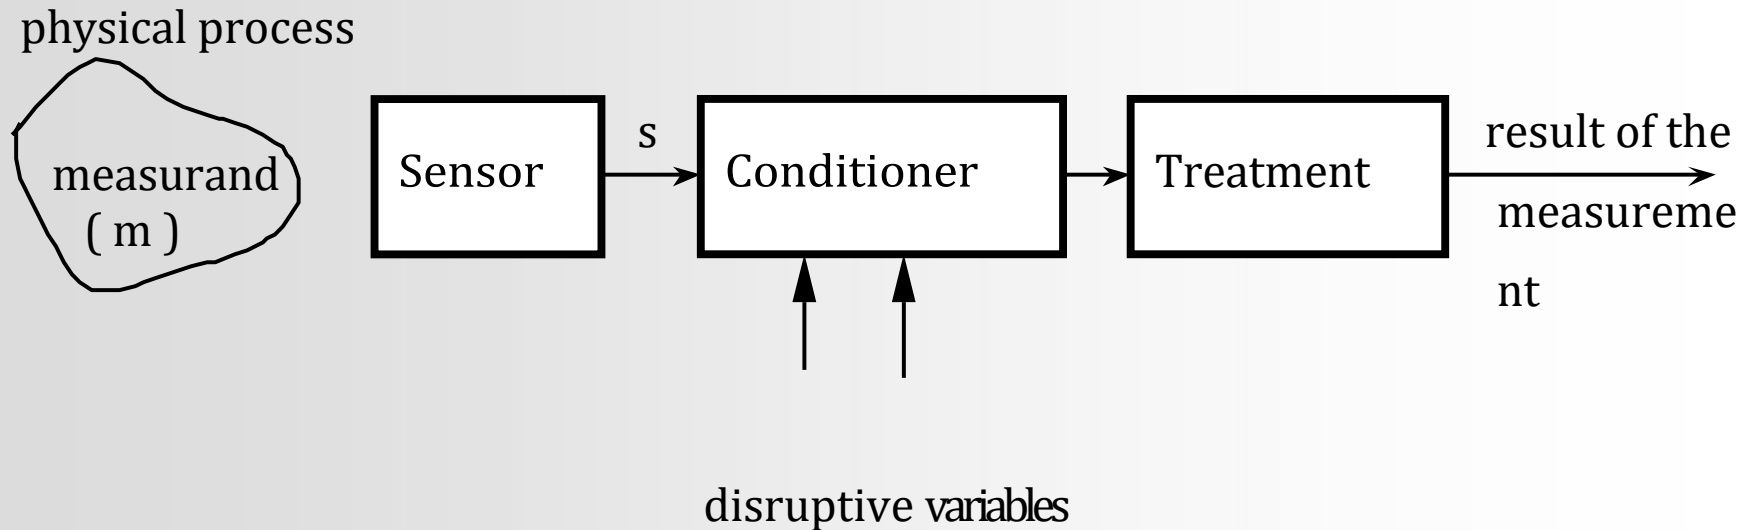 physical process
measurand
( m )
Sensor
s
Conditioner
Treatment
result of the
measureme
nt
disruptive variables